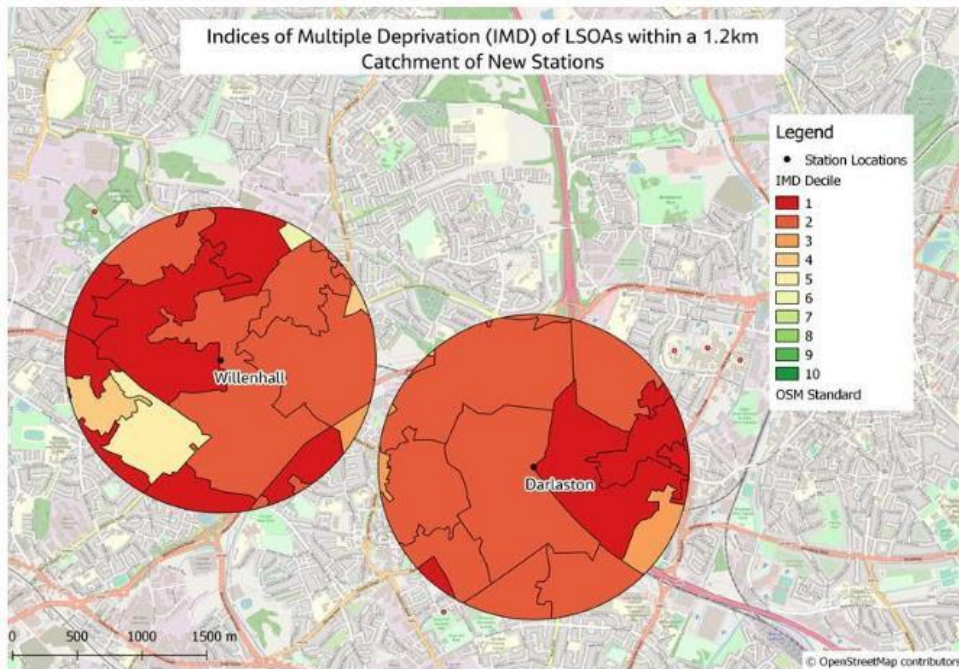 Indices of Multiple Deprivation (IMD) of LSOAs within a 1.2km
Catchment of New Stations
Legend
Station Locations
IMD Decile
1
2
3
4
5
6
7
8
9
10
OSM Standard
Willenhall
Darlaston
0 500 1000 1500 m
© OpenStreetMap contributors